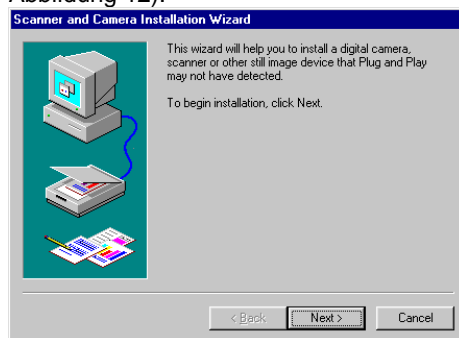 Abbildung 12).
Scanner and Camera Installation Wizard
This wizard will help you to install a digital camera,
scanner or other still image device that Plug and Play
may not have detected.
To begin installation, click Next.
< Back
Next >
Cancel